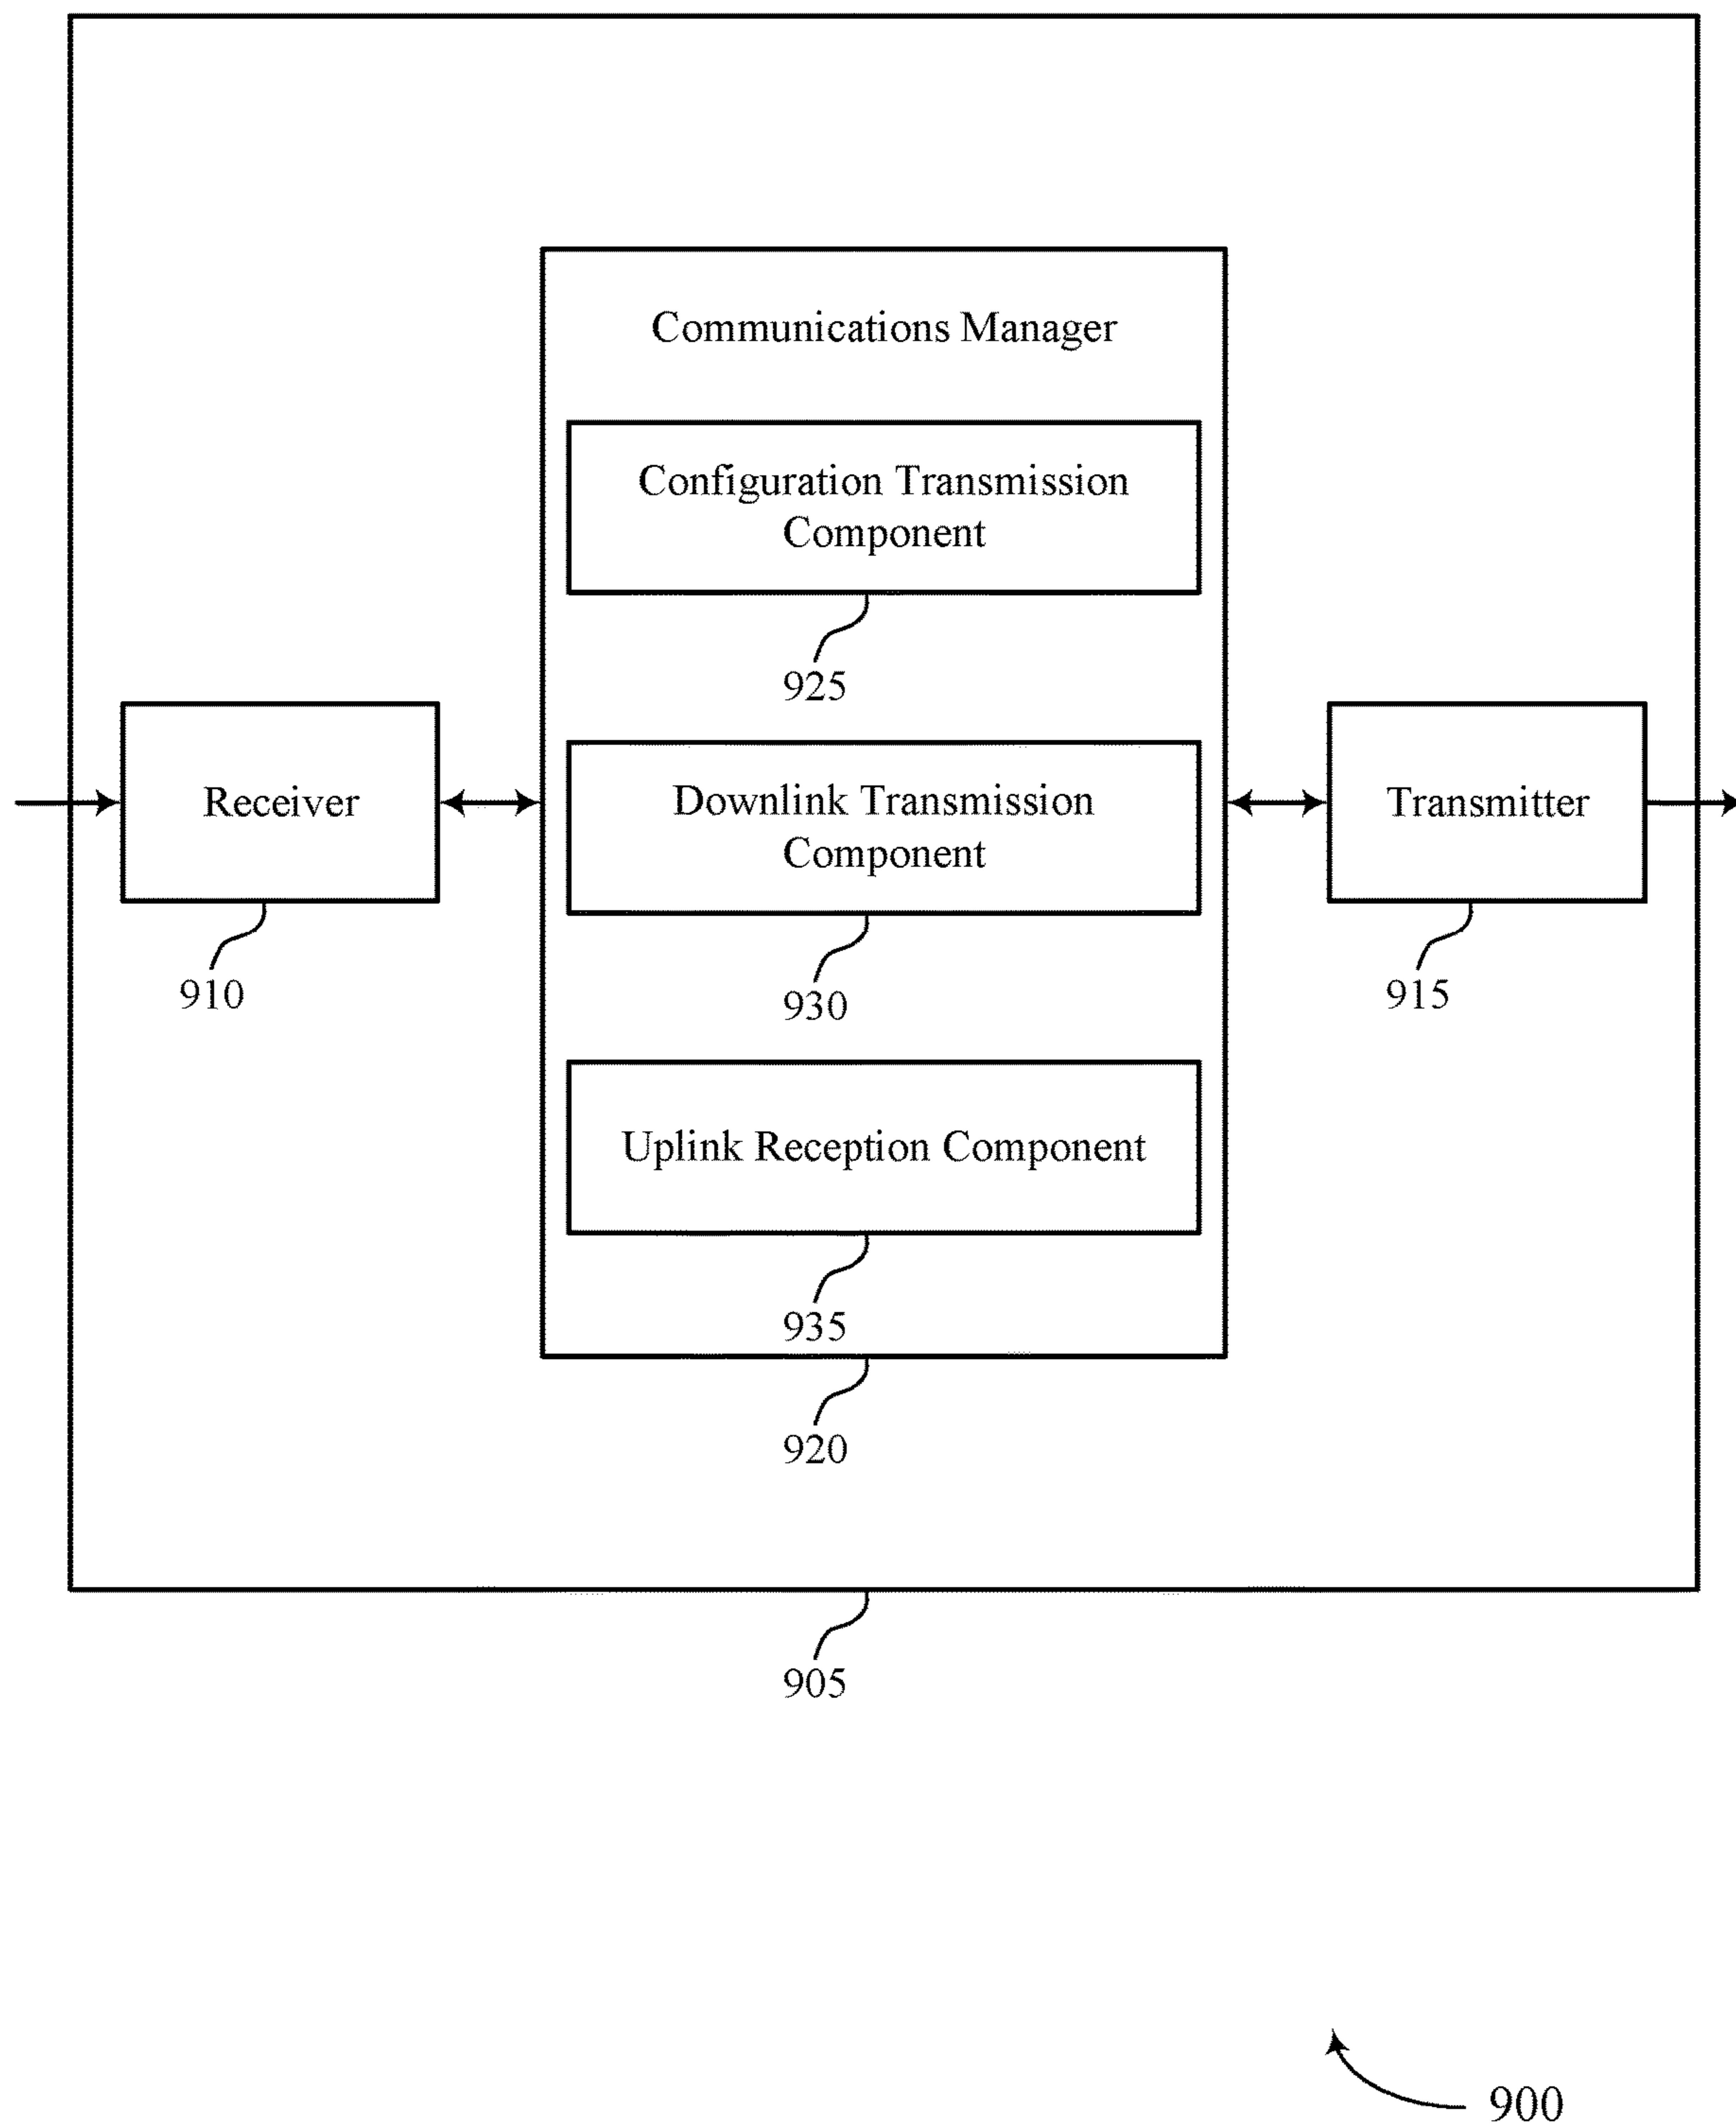 Communications Manager
Configuration Transmission
Component
925
Receiver
910
Downlink Transmission
Component
930
Transmitter
915
Uplink Reception Component
935
920
905
900